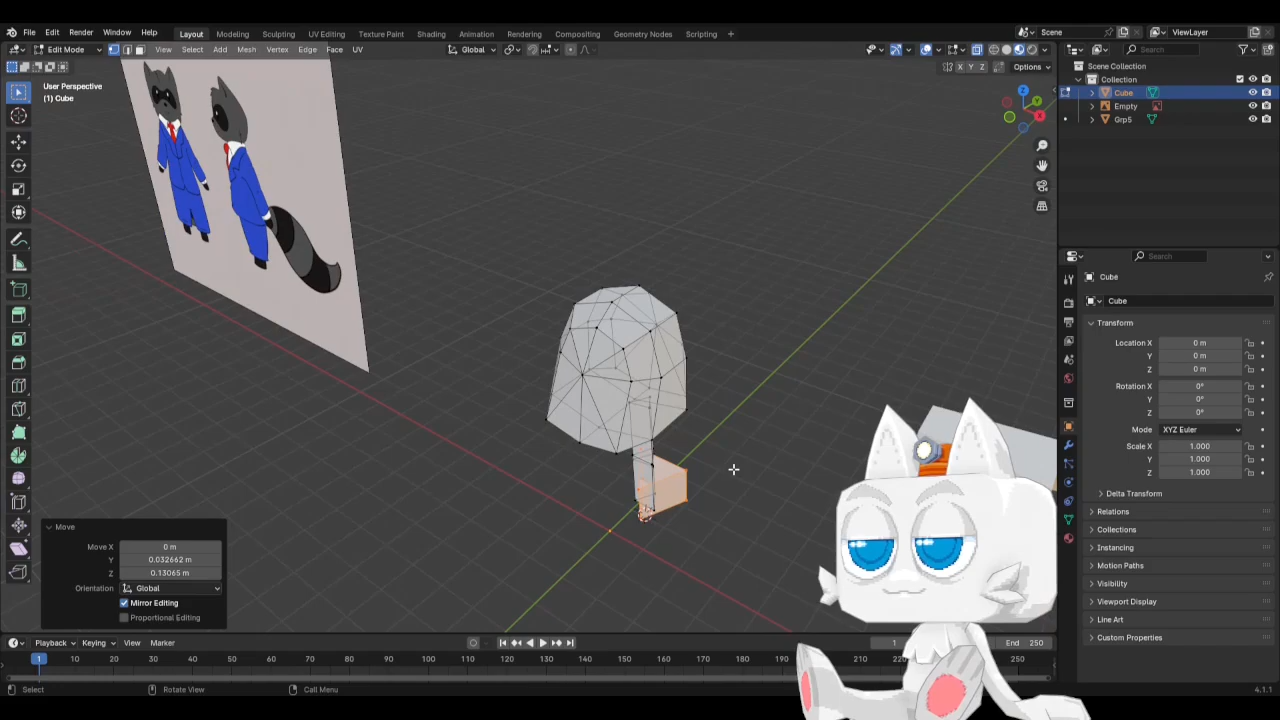 File Edit Render Window Help Layout Modeling Sculpting UV Editing Texture Paint Shading Animation Rendering Compositing Geometry Nodes Scripting + Scene ViewLayer
Edit Mode View Select Add Mesh Vertex Edge Face UV Global Search
X Y Z Options
Scene Collection
Collection
Cube
Empty
Grp5
User Perspective
(1) Cube
Z
Y
X
Search
Cube
Cube
Transform
Location X 0 m
Y 0 m
Z 0 m
Rotation X 0°
Y 0°
Z 0°
Mode XYZ Euler
Scale X 1.000
Y 1.000
Z 1.000
Delta Transform
Relations
Collections
Instancing
Motion Paths
Visibility
Viewport Display
Line Art
Custom Properties
Move
Move X 0 m
Y 0.032662 m
Z 0.13065 m
Orientation Global
Mirror Editing
Proportional Editing
Playback Keying View Marker 1 End 250
1 10 20 30 40 50 60 70 80 90 100 110 120 130 140 150 160 170 180 210 220 230 240 250
Select Rotate View Call Menu 4.1.1